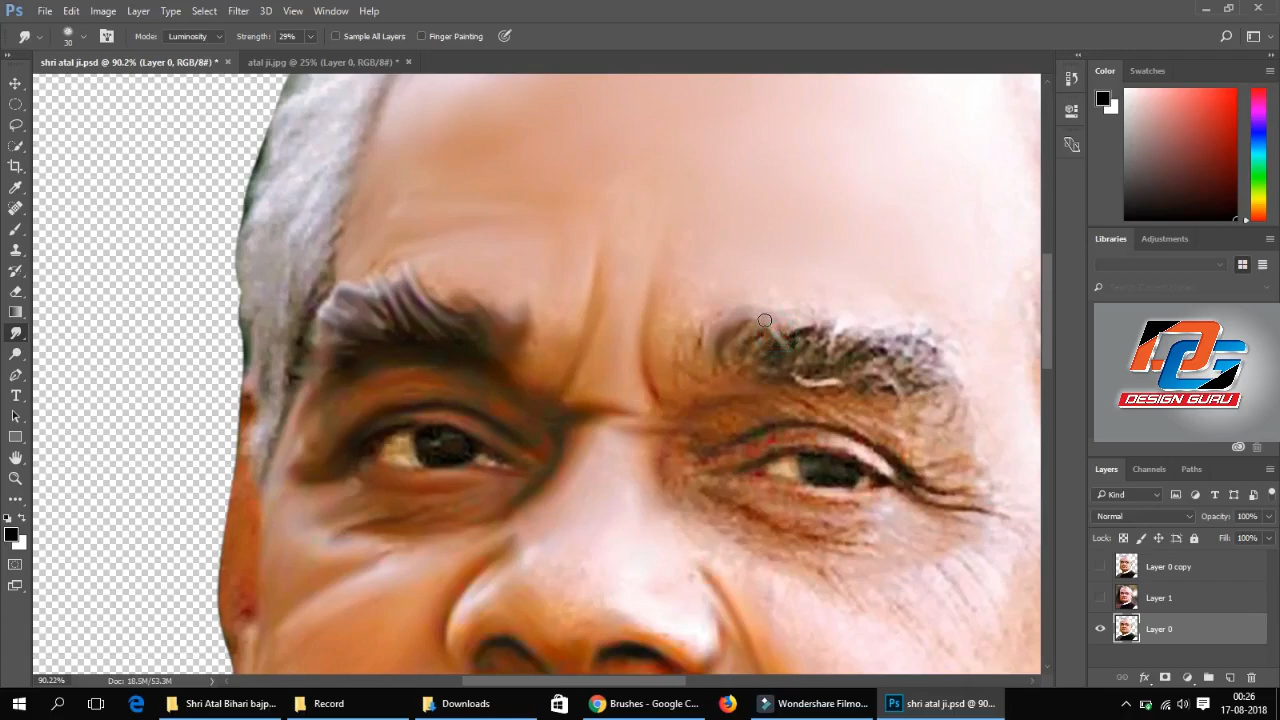 Ps File Edit Image Layer Type Select Filter 3D View Window Help
30 Mode: Luminosity Strength: 29% Sample All Layers Finger Painting
shri atal ji.psd @ 90.2% (Layer 0, RGB/8#) * × atal ji.jpg @ 25% (Layer 0, RGB/8#) * ×
Color Swatches
Libraries Adjustments
DESIGN GURU
Layers Channels Paths
Kind
Normal Opacity: 100%
Lock: Fill: 100%
Layer 0 copy
Layer 1
Layer 0
90.22% Doc: 18.5M/53.3M
Shri Atal Bihari bajp... Record Downloads Brushes - Google C... Wondershare Filmo... Ps shri atal ji.psd @ 90...
00:26
17-08-2018